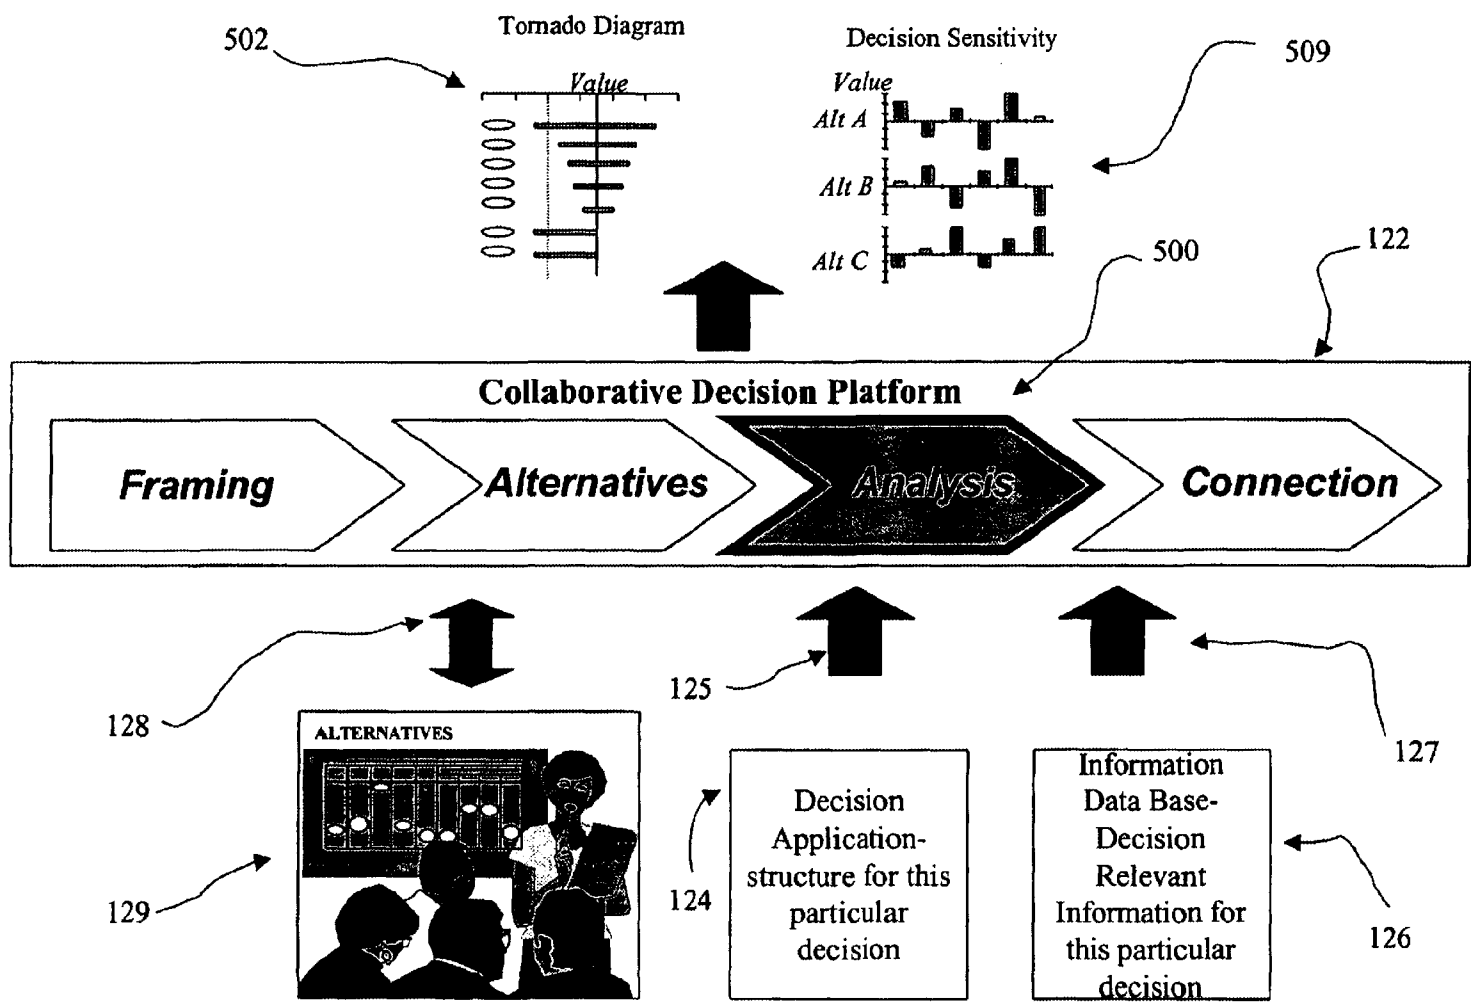 Tornado Diagram
502
Value
Decision Sensitivity
509
Value
Alt A
Alt B
Alt C
500
122
Collaborative Decision Platform
Framing
Alternatives
Analysis
Connection
128
125
127
129
ALTERNATIVES
124
Decision
Application-
structure for this
particular
decision
Information
Data Base-
Decision
Relevant
Information for
this particular
decision
126